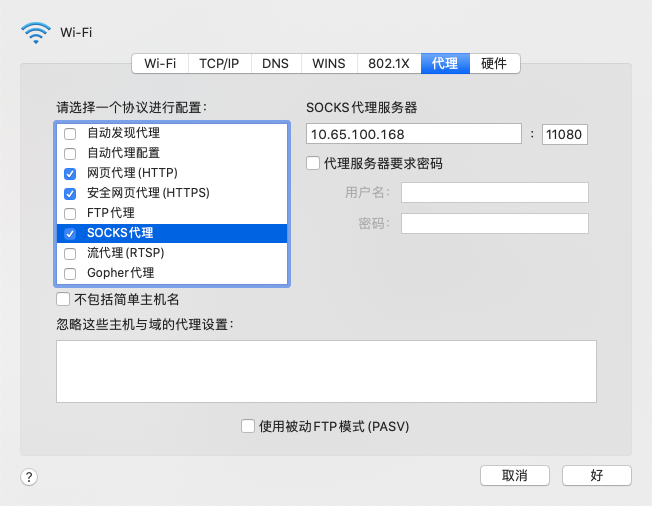 Wi-Fi
Wi-Fi TCP/IP DNS WINS 802.1X 代理 硬件
请选择一个协议进行配置：
自动发现代理
自动代理配置
网页代理(HTTP)
安全网页代理(HTTPS)
FTP代理
SOCKS代理
流代理(RTSP)
Gopher代理
SOCKS代理服务器
10.65.100.168 : 11080
代理服务器要求密码
用户名：
密码：
不包括简单主机名
忽略这些主机与域的代理设置：
使用被动FTP模式(PASV)
? 取消 好